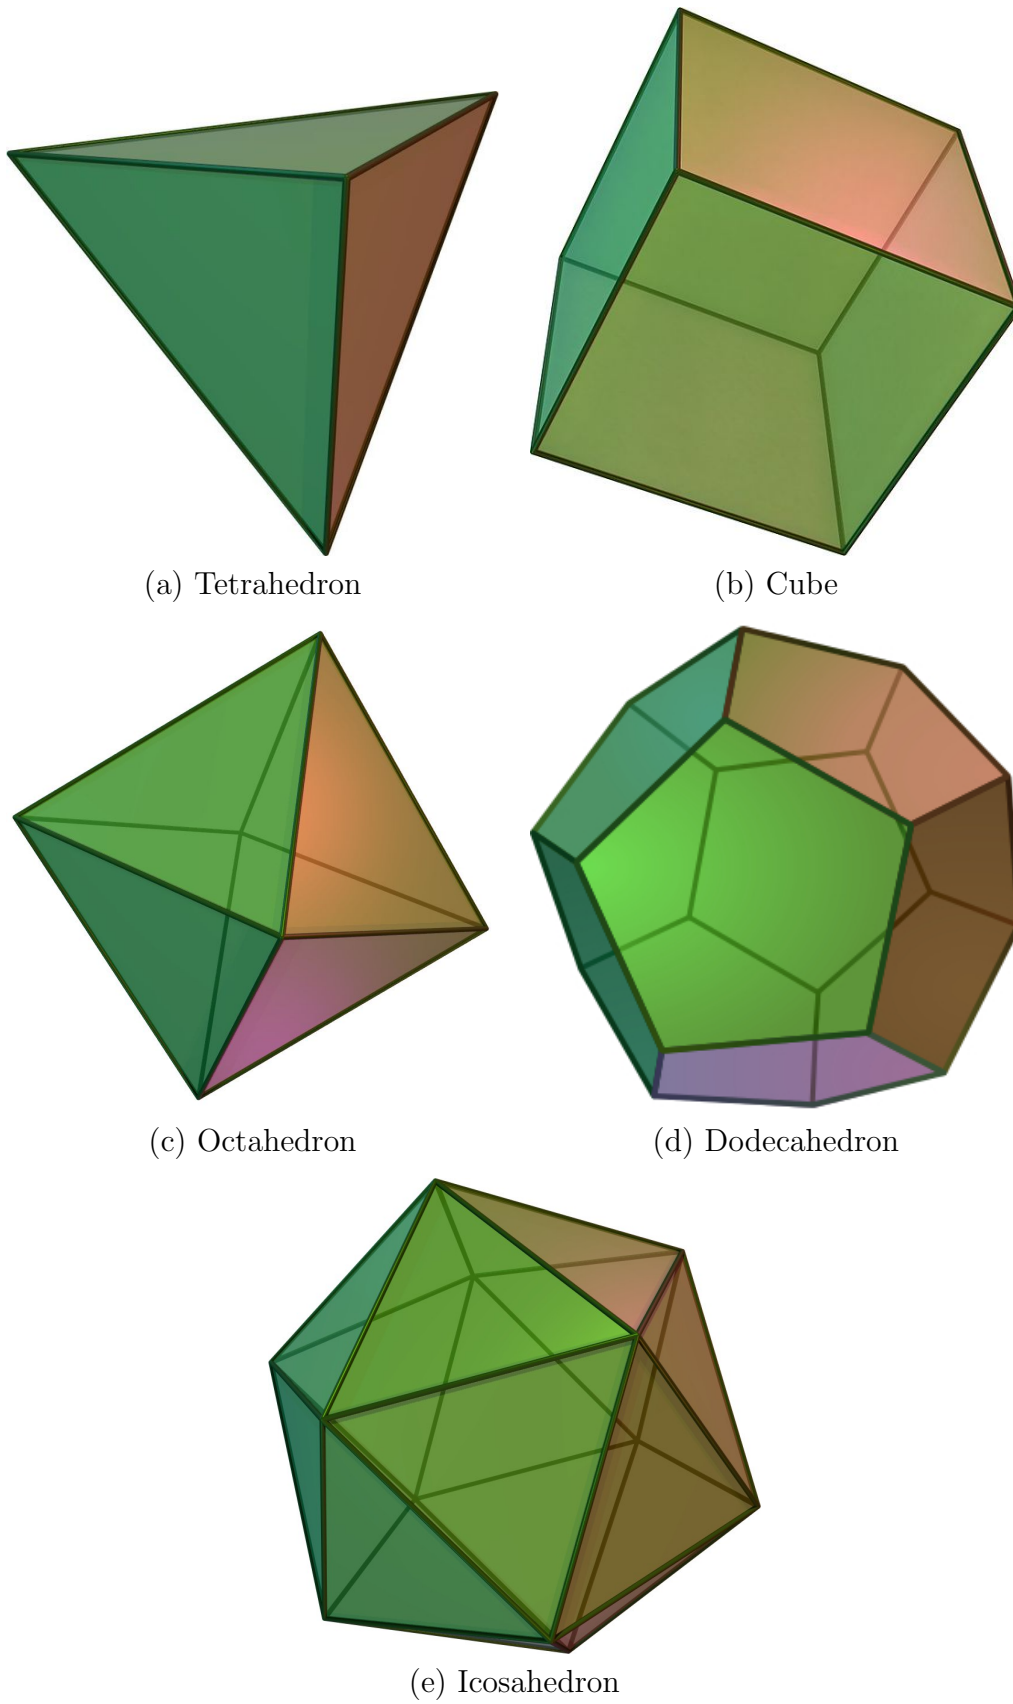 (a) Tetrahedron
(b) Cube
(c) Octahedron
(d) Dodecahedron
(e) Icosahedron